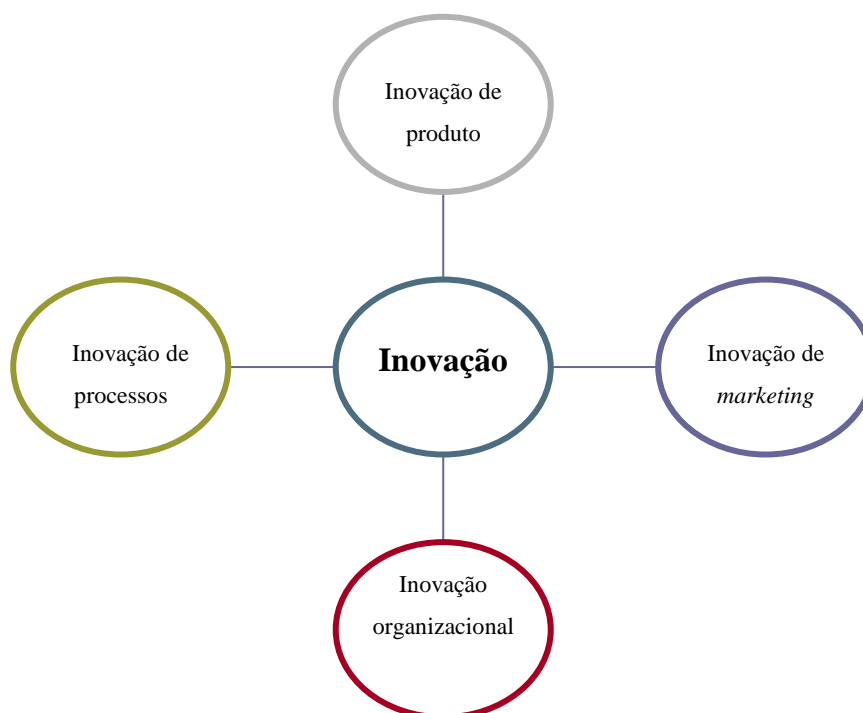 Inovação de
produto
Inovação de
processos
Inovação
Inovação de
marketing
Inovação
organizacional